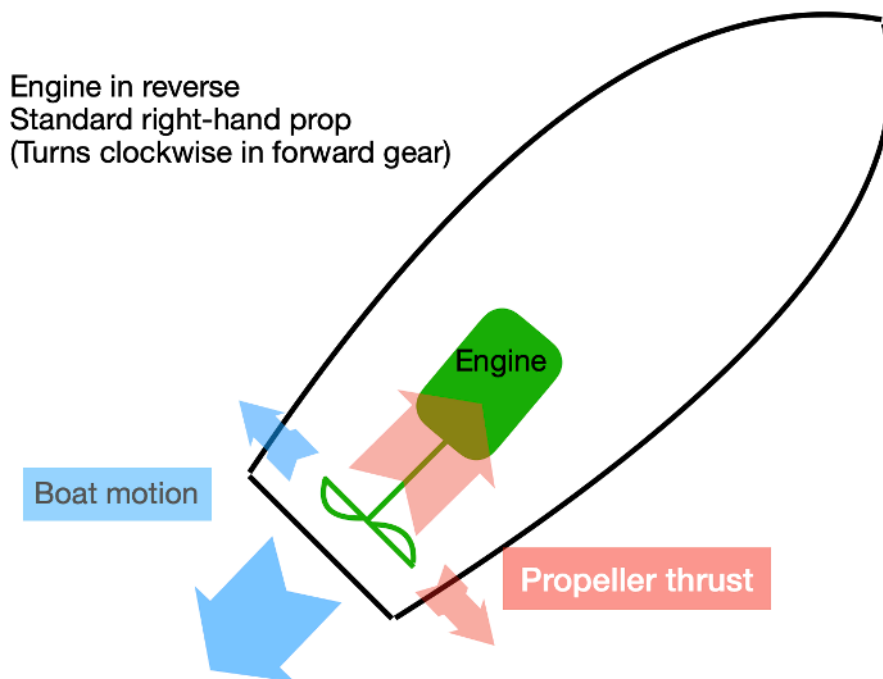 Engine in reverse
Standard right-hand prop
(Turns clockwise in forward gear)
Engine
Boat motion
Propeller thrust